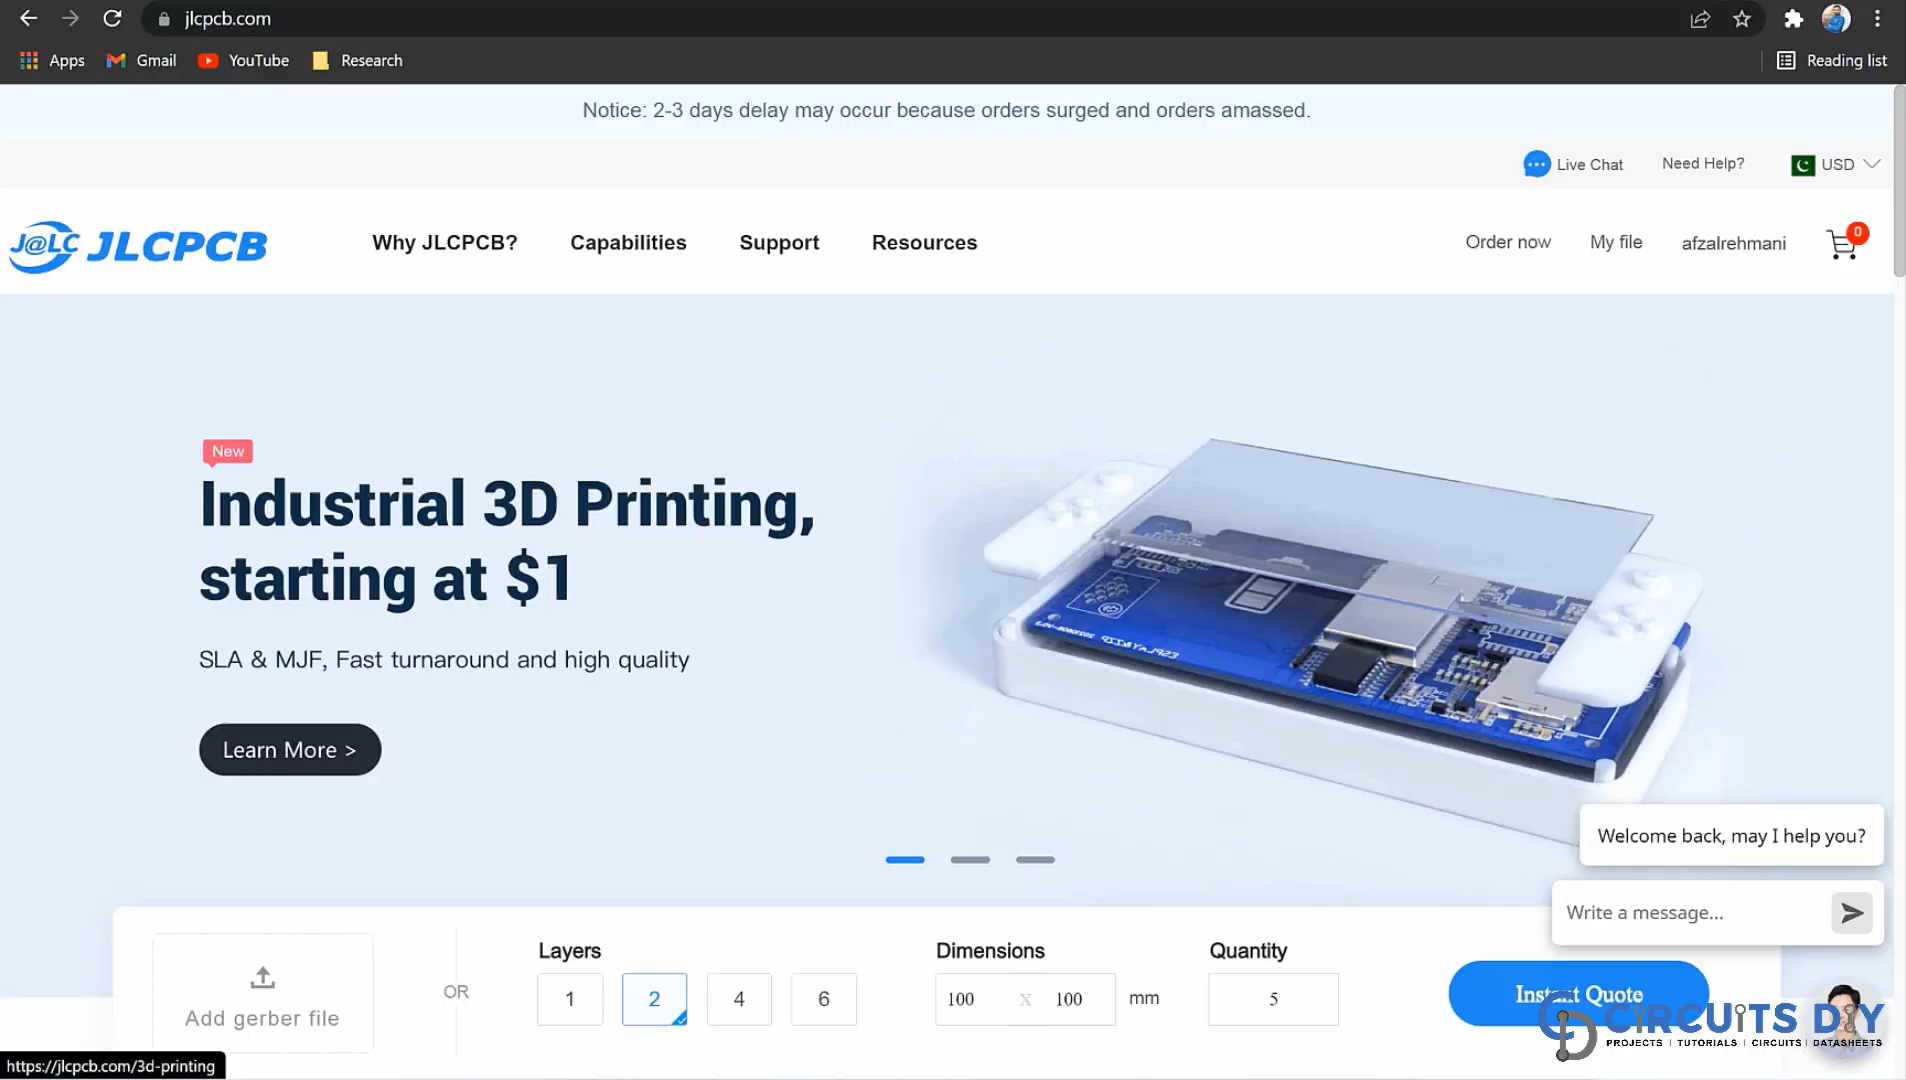 jlcpcb.com
Apps Gmail YouTube Research Reading list
Notice: 2-3 days delay may occur because orders surged and orders amassed.
Live Chat Need Help? USD
J@LC JLCPCB Why JLCPCB? Capabilities Support Resources Order now My file afzalrehmani 0
New
Industrial 3D Printing,
starting at $1
SLA & MJF, Fast turnaround and high quality
Learn More >
Welcome back, may I help you?
Write a message...
Layers Dimensions Quantity
OR 1 2 4 6 100 x 100 mm 5 Instant Quote
Add gerber file
CIRCUITS DIY
PROJECTS | TUTORIALS | CIRCUITS | DATASHEETS
https://jlcpcb.com/3d-printing